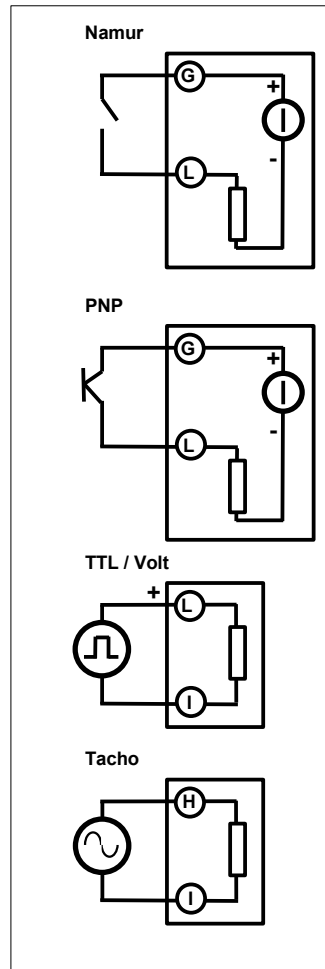 Namur
G
+
I
-
L
PNP
G
+
I
-
L
TTL / Volt
+
L
I
Tacho
H
I